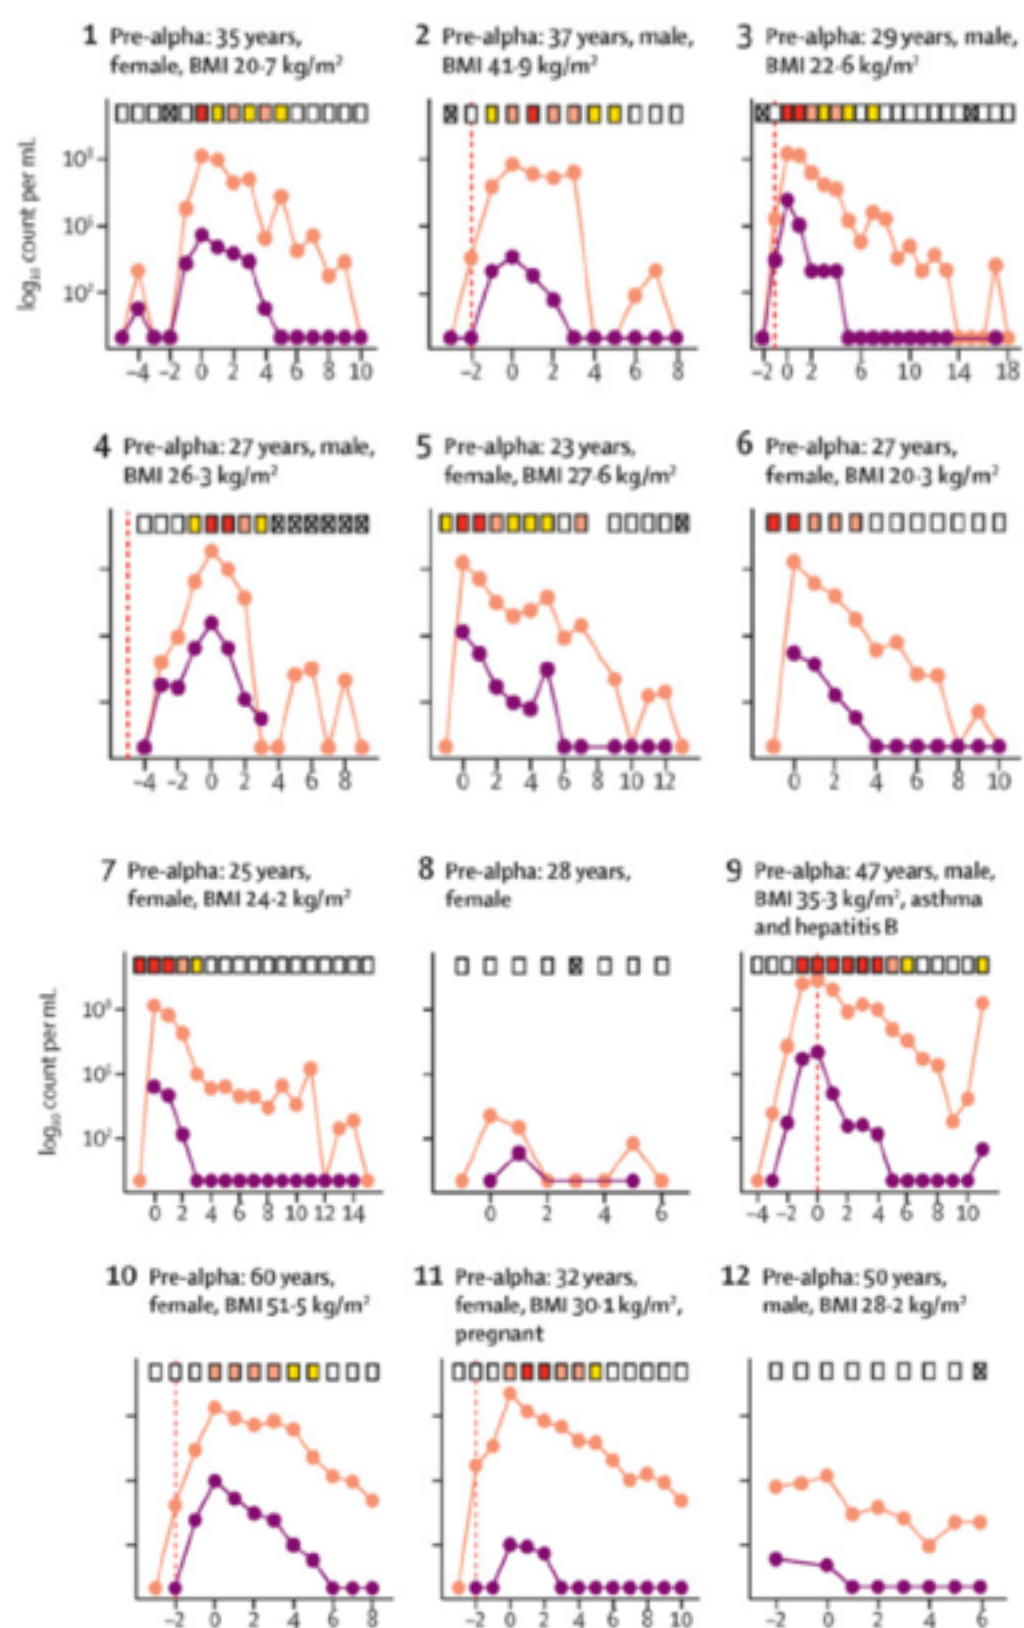 1 Pre-alpha: 35 years,
female, BMI 20·7 kg/m²
2 Pre-alpha: 37 years, male,
BMI 41·9 kg/m²
3 Pre-alpha: 29 years, male,
BMI 22·6 kg/m²
log₁₀ count per mL
10⁸
10⁵
10²
−4 −2 0 2 4 6 8 10
−2 0 2 4 6 8
−2 0 2 6 10 14 18
4 Pre-alpha: 27 years, male,
BMI 26·3 kg/m²
5 Pre-alpha: 23 years,
female, BMI 27·6 kg/m²
6 Pre-alpha: 27 years,
female, BMI 20·3 kg/m²
−4 −2 0 2 4 6 8
0 2 4 6 8 10 12
0 2 4 6 8 10
7 Pre-alpha: 25 years,
female, BMI 24·2 kg/m²
8 Pre-alpha: 28 years,
female
9 Pre-alpha: 47 years, male,
BMI 35·3 kg/m², asthma
and hepatitis B
log₁₀ count per mL
10⁸
10⁵
10²
0 2 4 6 8 10 12 14
0 2 4 6
−4 −2 0 2 4 6 8 10
10 Pre-alpha: 60 years,
female, BMI 51·5 kg/m²
11 Pre-alpha: 32 years,
female, BMI 30·1 kg/m²,
pregnant
12 Pre-alpha: 50 years,
male, BMI 28·2 kg/m²
−2 0 2 4 6 8
−2 0 2 4 6 8 10
−2 0 2 4 6